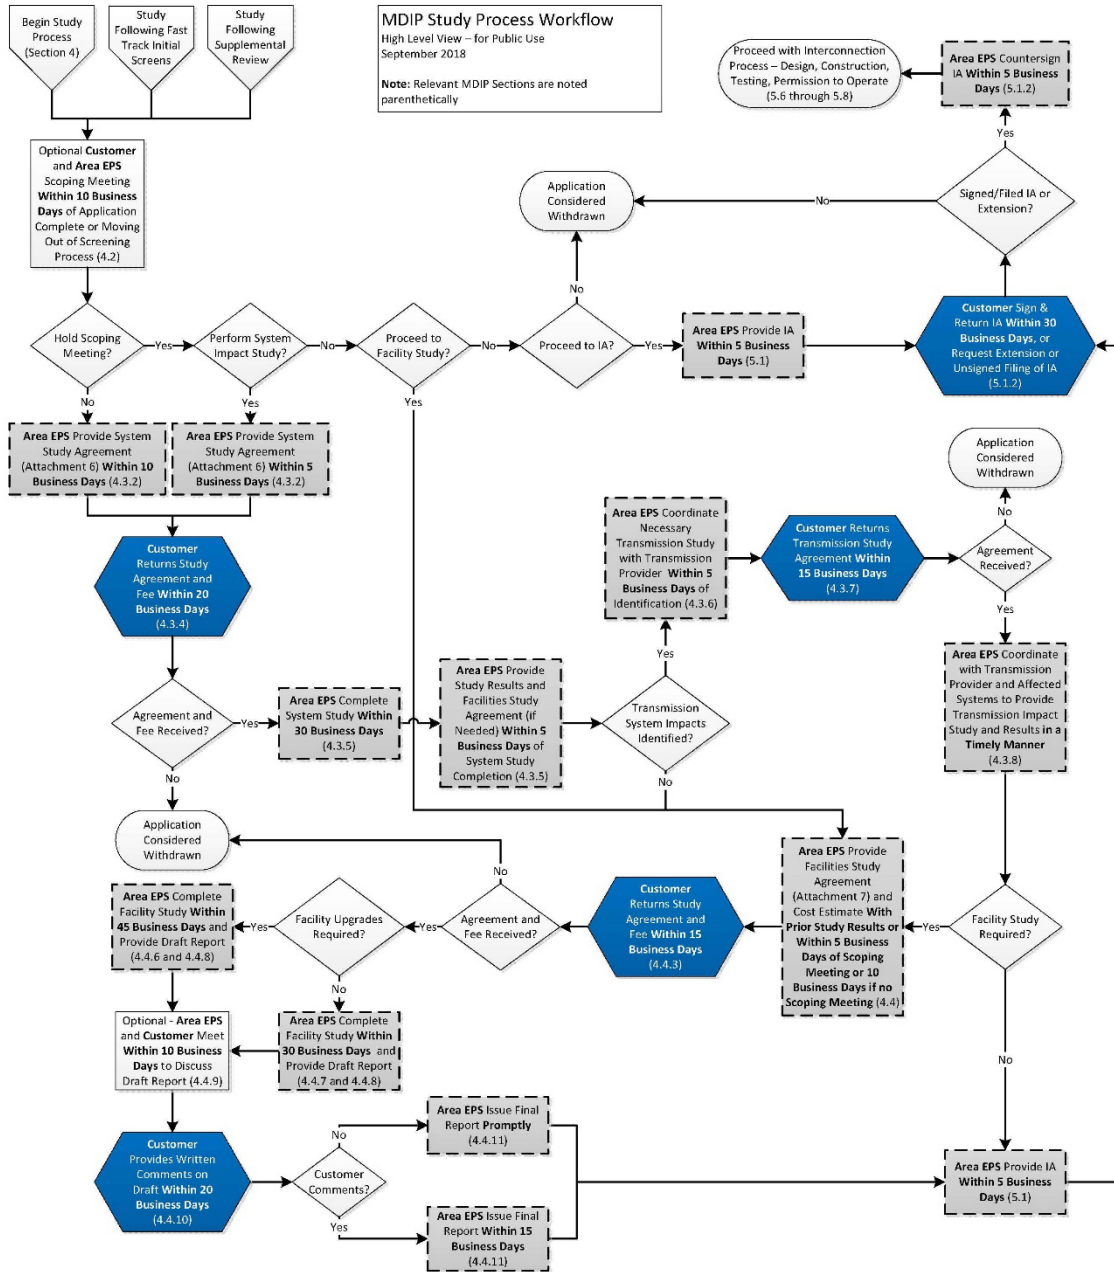 Begin Study
Process
(Section 4)
Study
Following Fast
Track Initial
Screens
Study
Following
Supplemental
Review
MDIP Study Process Workflow
High Level View – for Public Use
September 2018
Note: Relevant MDIP Sections are noted
parenthetically
Proceed with Interconnection
Process – Design, Construction,
Testing, Permission to Operate
(5.6 through 5.8)
Area EPS Countersign
IA Within 5 Business
Days (5.1.2)
Yes
Optional Customer
and Area EPS
Scoping Meeting
Within 10 Business
Days of Application
Complete or Moving
Out of Screening
Process (4.2)
Application
Considered
Withdrawn
No
Signed/Filed IA or
Extension?
No
Hold Scoping
Meeting?
Yes
Perform System
Impact Study?
No
Proceed to
Facility Study?
No
Proceed to IA?
Yes
Area EPS Provide IA
Within 5 Business
Days (5.1)
Customer Sign &
Return IA Within 30
Business Days, or
Request Extension or
Unsigned Filing of IA
(5.1.2)
No
Yes
Yes
Area EPS Provide System
Study Agreement
(Attachment 6) Within 10
Business Days (4.3.2)
Area EPS Provide System
Study Agreement
(Attachment 6) Within 5
Business Days (4.3.2)
Application
Considered
Withdrawn
No
Customer
Returns Study
Agreement and
Fee Within 20
Business Days
(4.3.4)
Area EPS Coordinate
Necessary
Transmission Study
with Transmission
Provider Within 5
Business Days of
Identification (4.3.6)
Customer Returns
Transmission Study
Agreement Within
15 Business Days
(4.3.7)
Agreement
Received?
Yes
Yes
Agreement and
Fee Received?
Yes
Area EPS Complete
System Study Within
30 Business Days
(4.3.5)
Area EPS Provide
Study Results and
Facilities Study
Agreement (if
Needed) Within 5
Business Days of
System Study
Completion (4.3.5)
Transmission
System Impacts
Identified?
Area EPS Coordinate
with Transmission
Provider and Affected
Systems to Provide
Transmission Impact
Study and Results in a
Timely Manner
(4.3.8)
No
No
Application
Considered
Withdrawn
No
Area EPS Complete
Facility Study Within
45 Business Days and
Provide Draft Report
(4.4.6 and 4.4.8)
Yes
Facility Upgrades
Required?
Yes
Agreement and
Fee Received?
Customer
Returns Study
Agreement and
Fee Within 15
Business Days
(4.4.3)
Area EPS Provide
Facilities Study
Agreement
(Attachment 7) and
Cost Estimate With
Prior Study Results or
Within 5 Business
Days of Scoping
Meeting or 10
Business Days if no
Scoping Meeting (4.4)
Yes
Facility Study
Required?
No
No
Optional - Area EPS
and Customer Meet
Within 10 Business
Days to Discuss
Draft Report (4.4.9)
Area EPS Complete
Facility Study Within
30 Business Days and
Provide Draft Report
(4.4.7 and 4.4.8)
Customer
Provides Written
Comments on
Draft Within 20
Business Days
(4.4.10)
Customer
Comments?
No
Area EPS Issue Final
Report Promptly
(4.4.11)
Yes
Area EPS Issue Final
Report Within 15
Business Days
(4.4.11)
Area EPS Provide IA
Within 5 Business
Days (5.1)